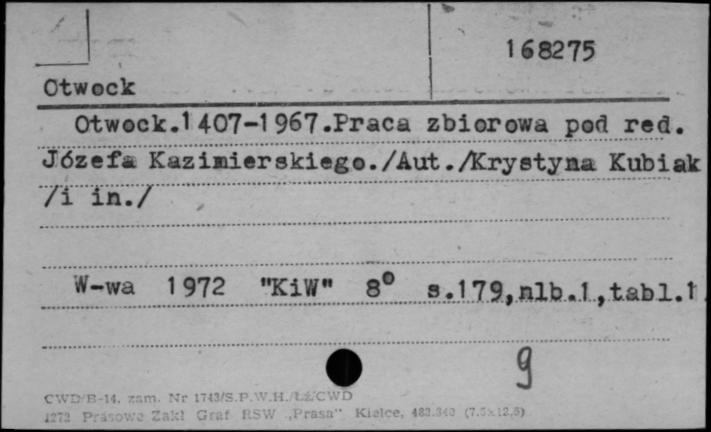 168275
Otwock
Otwock.1407-1967.Praca zbiorowa pod red.
Józefa Kazimierskiego./Aut./Krystyna Kubiak
/i in./
W-wa 1972 "KiW" 8° s.179,nlb.1,tabl.1
9
CWD/B-14. zam. Nr 1743/S.P.W.H./Łź/CWD
1272 Prasowe Zakł Graf RSW „Prasa” Kielce, 482.340 (7.5x12.5)